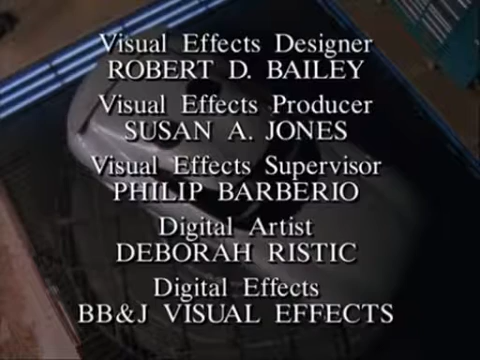 Visual Effects Designer
ROBERT D. BAILEY
Visual Effects Producer
SUSAN A. JONES
Visual Effects Supervisor
PHILIP BARBERIO
Digital Artist
DEBORAH RISTIC
Digital Effects
BB&J VISUAL EFFECTS